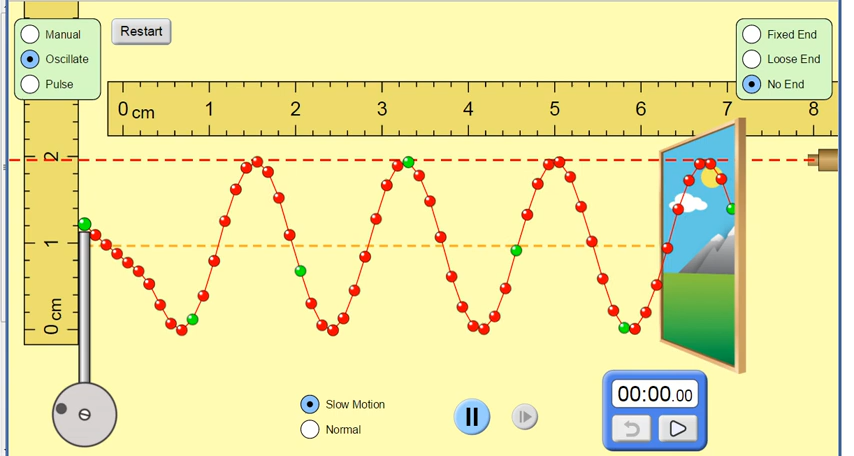 Manual
Oscillate
Pulse
Restart
Fixed End
Loose End
No End
0 cm 1 2 3 4 5 6 7 8
2
1
0 cm
Slow Motion
Normal
00:00.00